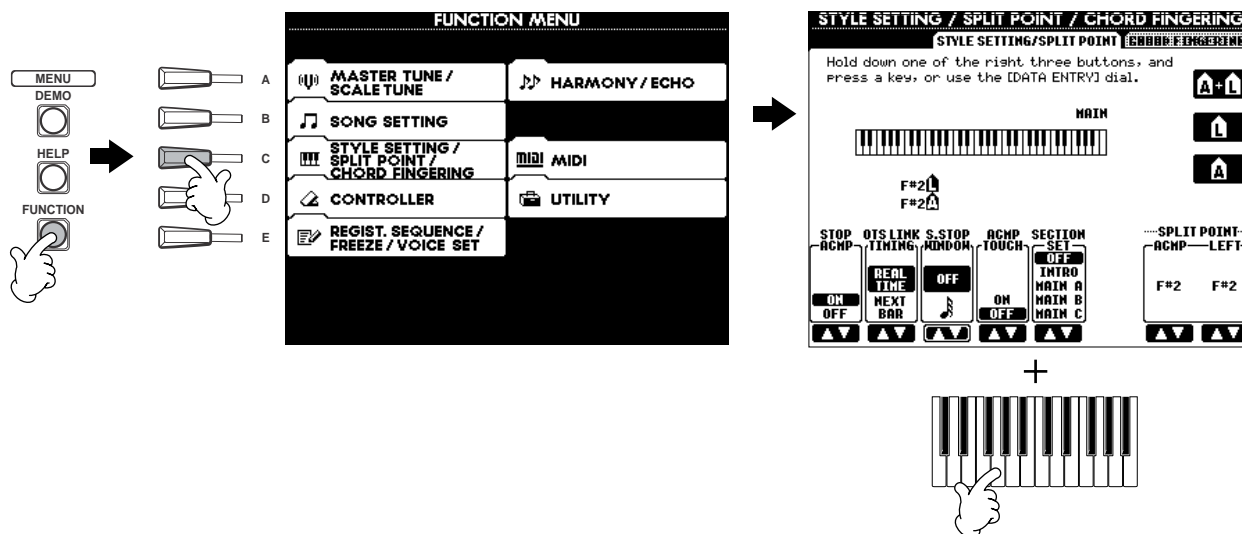 MENU
DEMO
HELP
FUNCTION
A
B
C
D
E
FUNCTION MENU
MASTER TUNE /
SCALE TUNE
SONG SETTING
STYLE SETTING /
SPLIT POINT /
CHORD FINGERING
CONTROLLER
REGIST. SEQUENCE /
FREEZE / VOICE SET
HARMONY / ECHO
MIDI MIDI
UTILITY
STYLE SETTING / SPLIT POINT / CHORD FINGERING
STYLE SETTING/SPLIT POINT CHORD FINGERING
Hold down one of the right three buttons, and
press a key, or use the [DATA ENTRY] dial.
A+L
L
A
MAIN
F#2 L
F#2 A
STOP
ACMP
ON
OFF
OTS LINK
TIMING
REAL
TIME
NEXT
BAR
S.STOP
WINDOW
OFF
ACMP
TOUCH
ON
OFF
SECTION
SET
OFF
INTRO
MAIN A
MAIN B
MAIN C
SPLIT POINT
ACMP LEFT
F#2 F#2
+